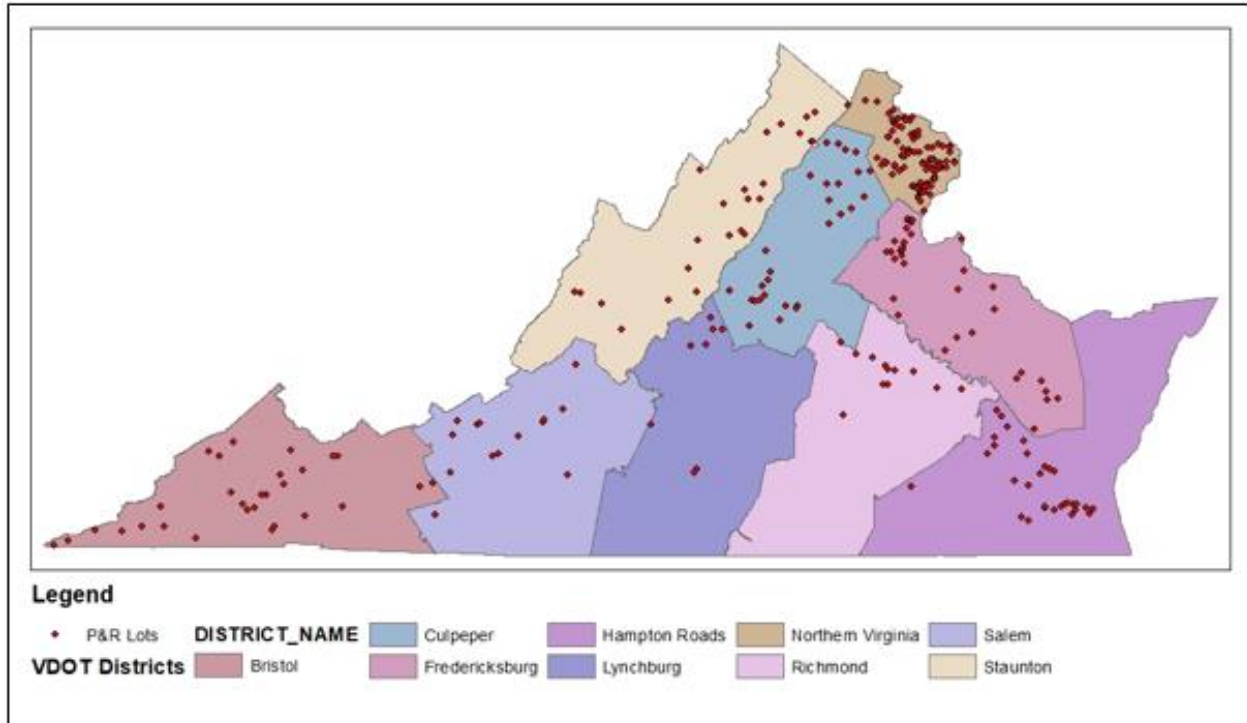 Legend
P&R Lots DISTRICT_NAME Culpeper Hampton Roads Northern Virginia Salem
VDOT Districts Bristol Fredericksburg Lynchburg Richmond Staunton